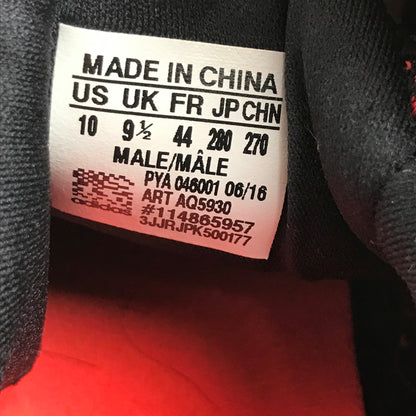 MADE IN CHINA
US UK FR JP CHN
10 9½ 44 280 270
MALE/MÂLE
PYA 046001 06/16
ART AQ5930
#114865957
3JJRJPK500177
adidas